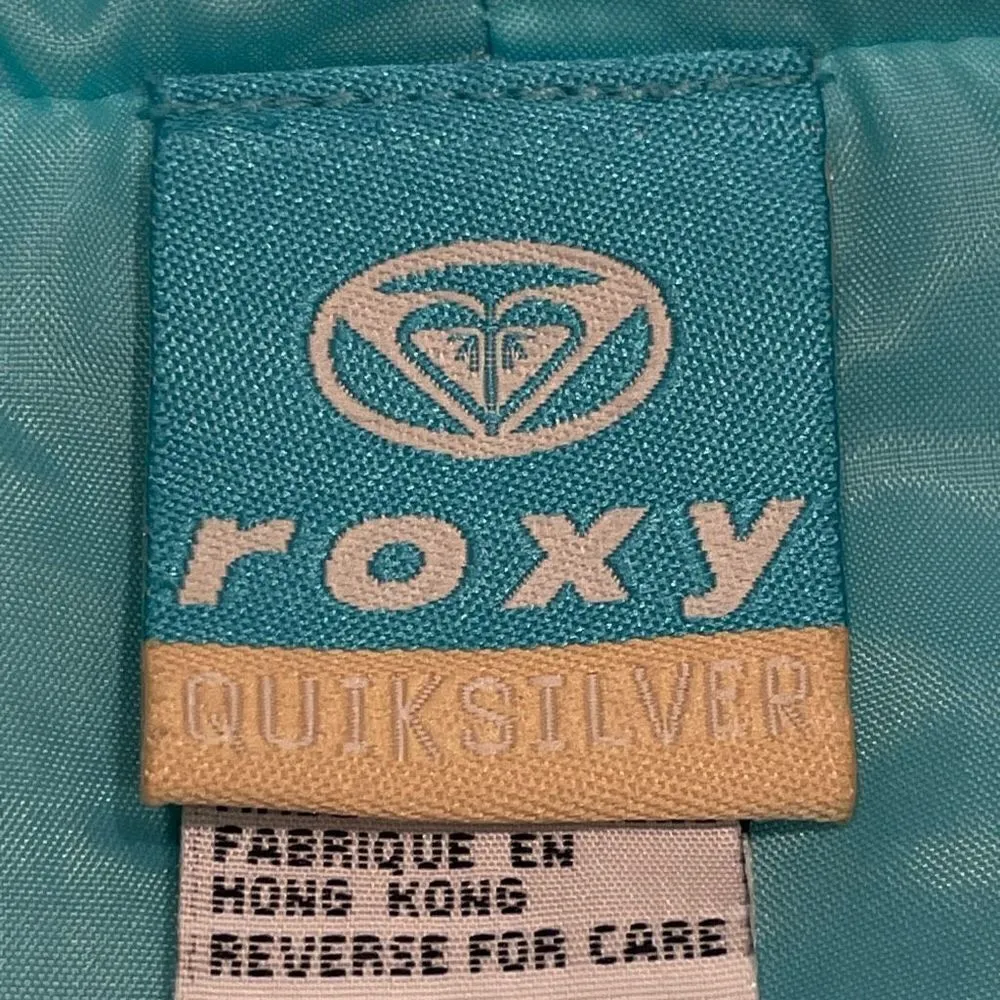 roxy
QUIKSILVER
FABRIQUE EN
HONG KONG
REVERSE FOR CARE